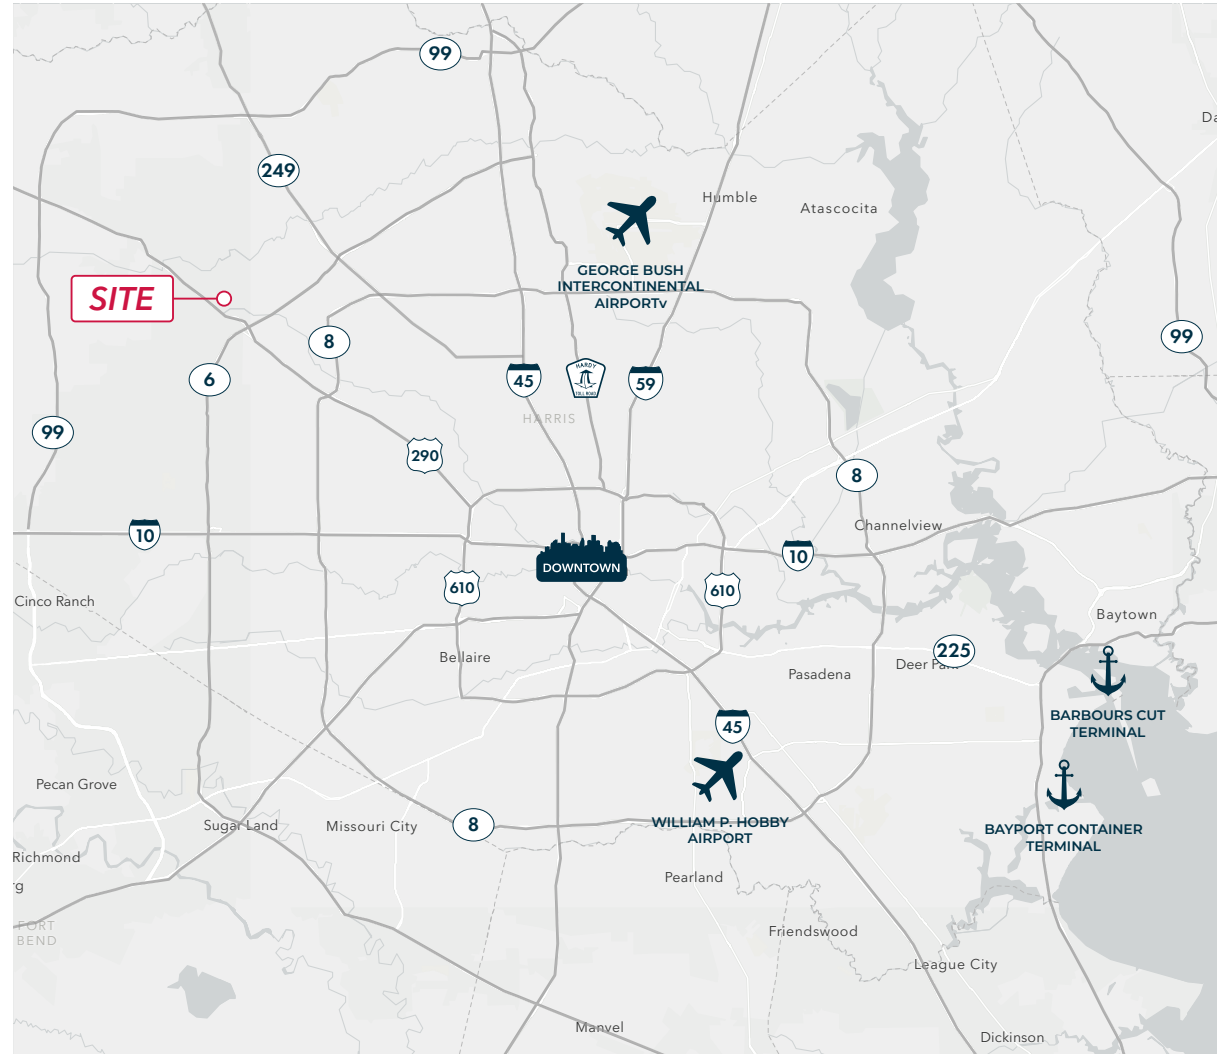 99
Da
249
Humble
Atascocita
GEORGE BUSH
INTERCONTINENTAL
AIRPORTv
SITE
8
99
6
45
HARDY
TOLL ROAD
59
HARRIS
99
290
8
10
Channelview
10
DOWNTOWN
610
610
Cinco Ranch
Baytown
Bellaire
225
Deer Park
Pasadena
45
BARBOURS CUT
TERMINAL
Pecan Grove
Sugar Land
Missouri City
8
WILLIAM P. HOBBY
AIRPORT
BAYPORT CONTAINER
TERMINAL
Richmond
rg
Pearland
FORT
BEND
Friendswood
League City
Manvel
Dickinson